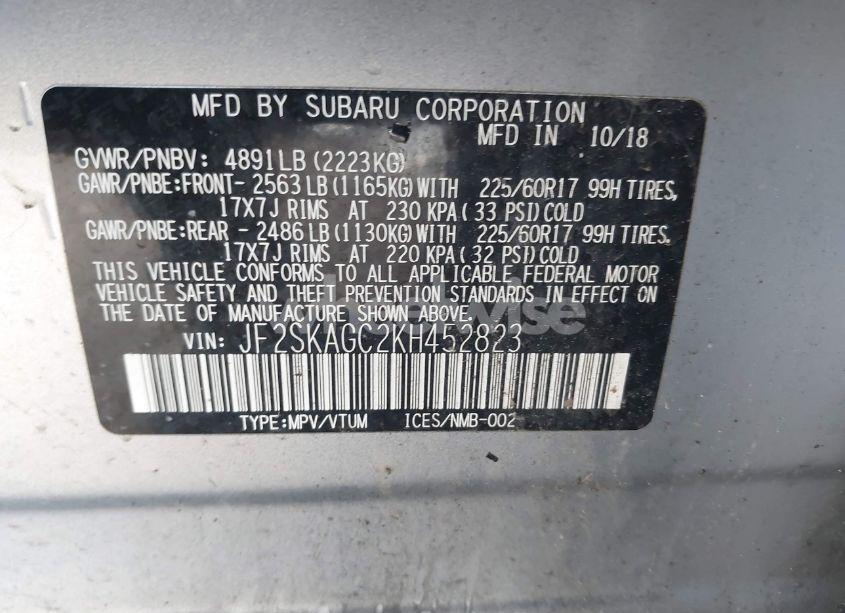 MFD BY SUBARU CORPORATION
MFD IN 10/18
GVWR/PNBV: 4891LB (2223KG)
GAWR/PNBE:FRONT- 2563LB (1165KG) WITH 225/60R17 99H TIRES,
17X7J RIMS AT 230 KPA( 33 PSI) COLD
GAWR/PNBE:REAR - 2486LB (1130KG) WITH 225/60R17 99H TIRES,
17X7J RIMS AT 220 KPA( 32 PSI) COLD
THIS VEHICLE CONFORMS TO ALL APPLICABLE FEDERAL MOTOR
VEHICLE SAFETY AND THEFT PREVENTION STANDARDS IN EFFECT ON
THE DATE OF MANUFACTURE SHOWN ABOVE.
VIN: JF2SKAGC2KH452823
TYPE:MPV/VTUM ICES/NMB-002